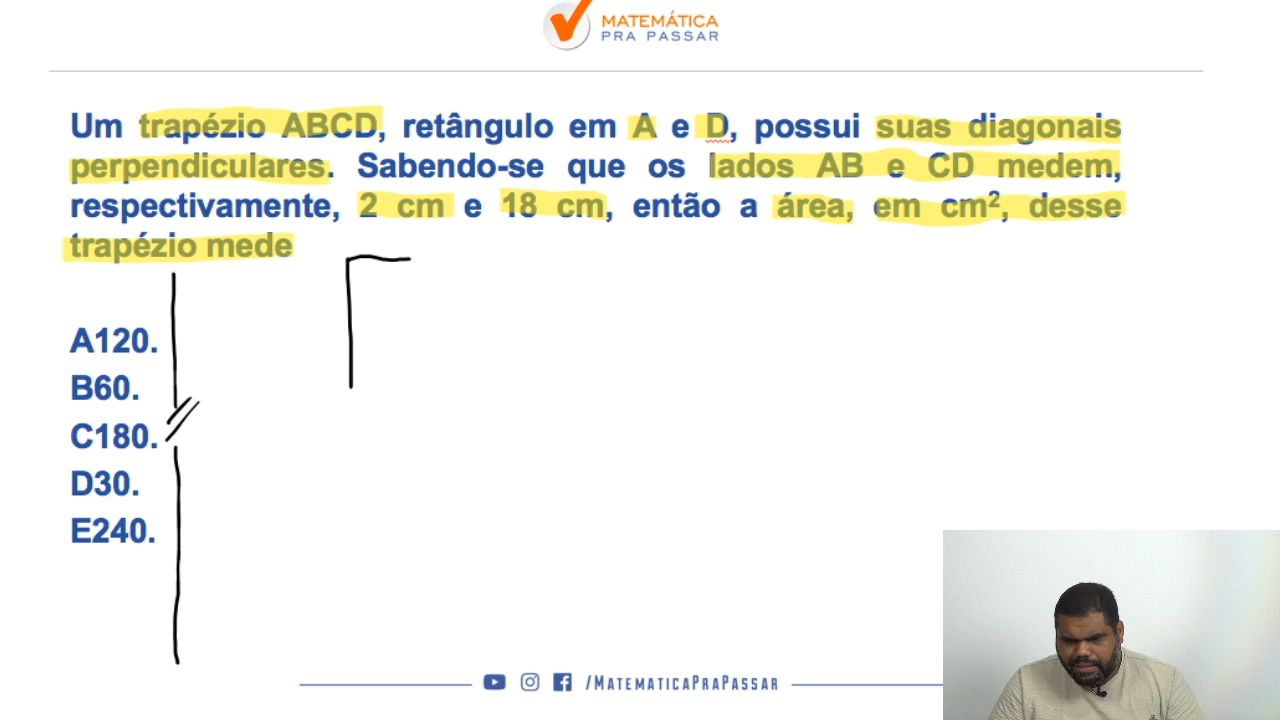 MATEMÁTICA
PRA PASSAR
Um trapézio ABCD, retângulo em A e D, possui suas diagonais
perpendiculares. Sabendo-se que os lados AB e CD medem,
respectivamente, 2 cm e 18 cm, então a área, em cm², desse
trapézio mede
A120.
B60.
C180.
D30.
E240.
/MATEMATICAPRAPASSAR